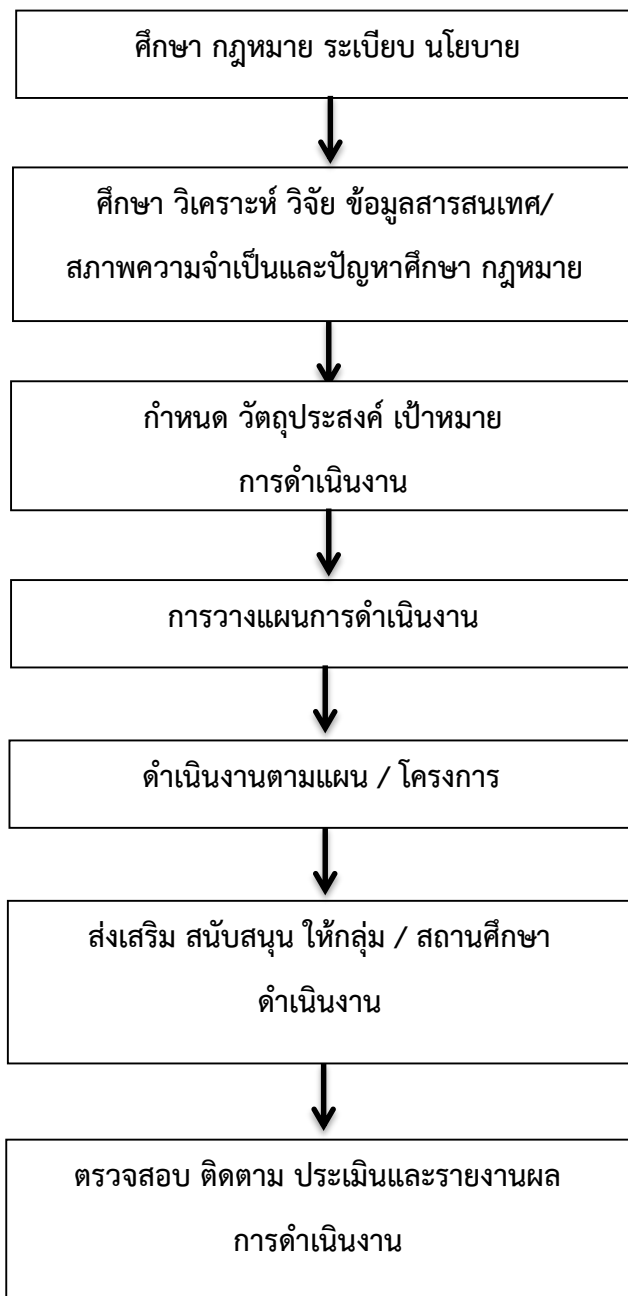 ศึกษา กฎหมาย ระเบียบ นโยบาย
ศึกษา วิเคราะห์ วิจัย ข้อมูลสารสนเทศ/
สภาพความจำเป็นและปัญหาศึกษา กฎหมาย
กำหนด วัตถุประสงค์ เป้าหมาย
การดำเนินงาน
การวางแผนการดำเนินงาน
ดำเนินงานตามแผน / โครงการ
ส่งเสริม สนับสนุน ให้กลุ่ม / สถานศึกษา
ดำเนินงาน
ตรวจสอบ ติดตาม ประเมินและรายงานผล
การดำเนินงาน